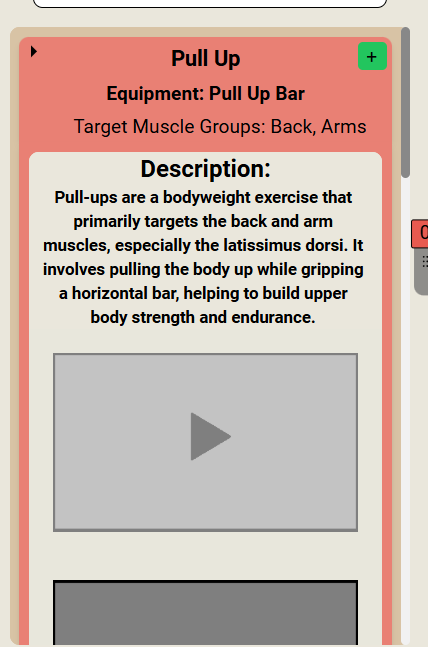 Pull Up
+
Equipment: Pull Up Bar
Target Muscle Groups: Back, Arms
Description:
Pull-ups are a bodyweight exercise that
primarily targets the back and arm
muscles, especially the latissimus dorsi. It
involves pulling the body up while gripping
a horizontal bar, helping to build upper
body strength and endurance.